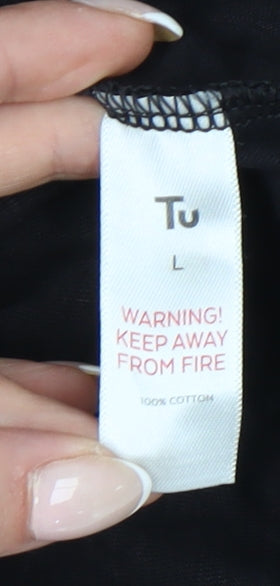 Tu
L
WARNING!
KEEP AWAY
FROM FIRE
100% COTTON